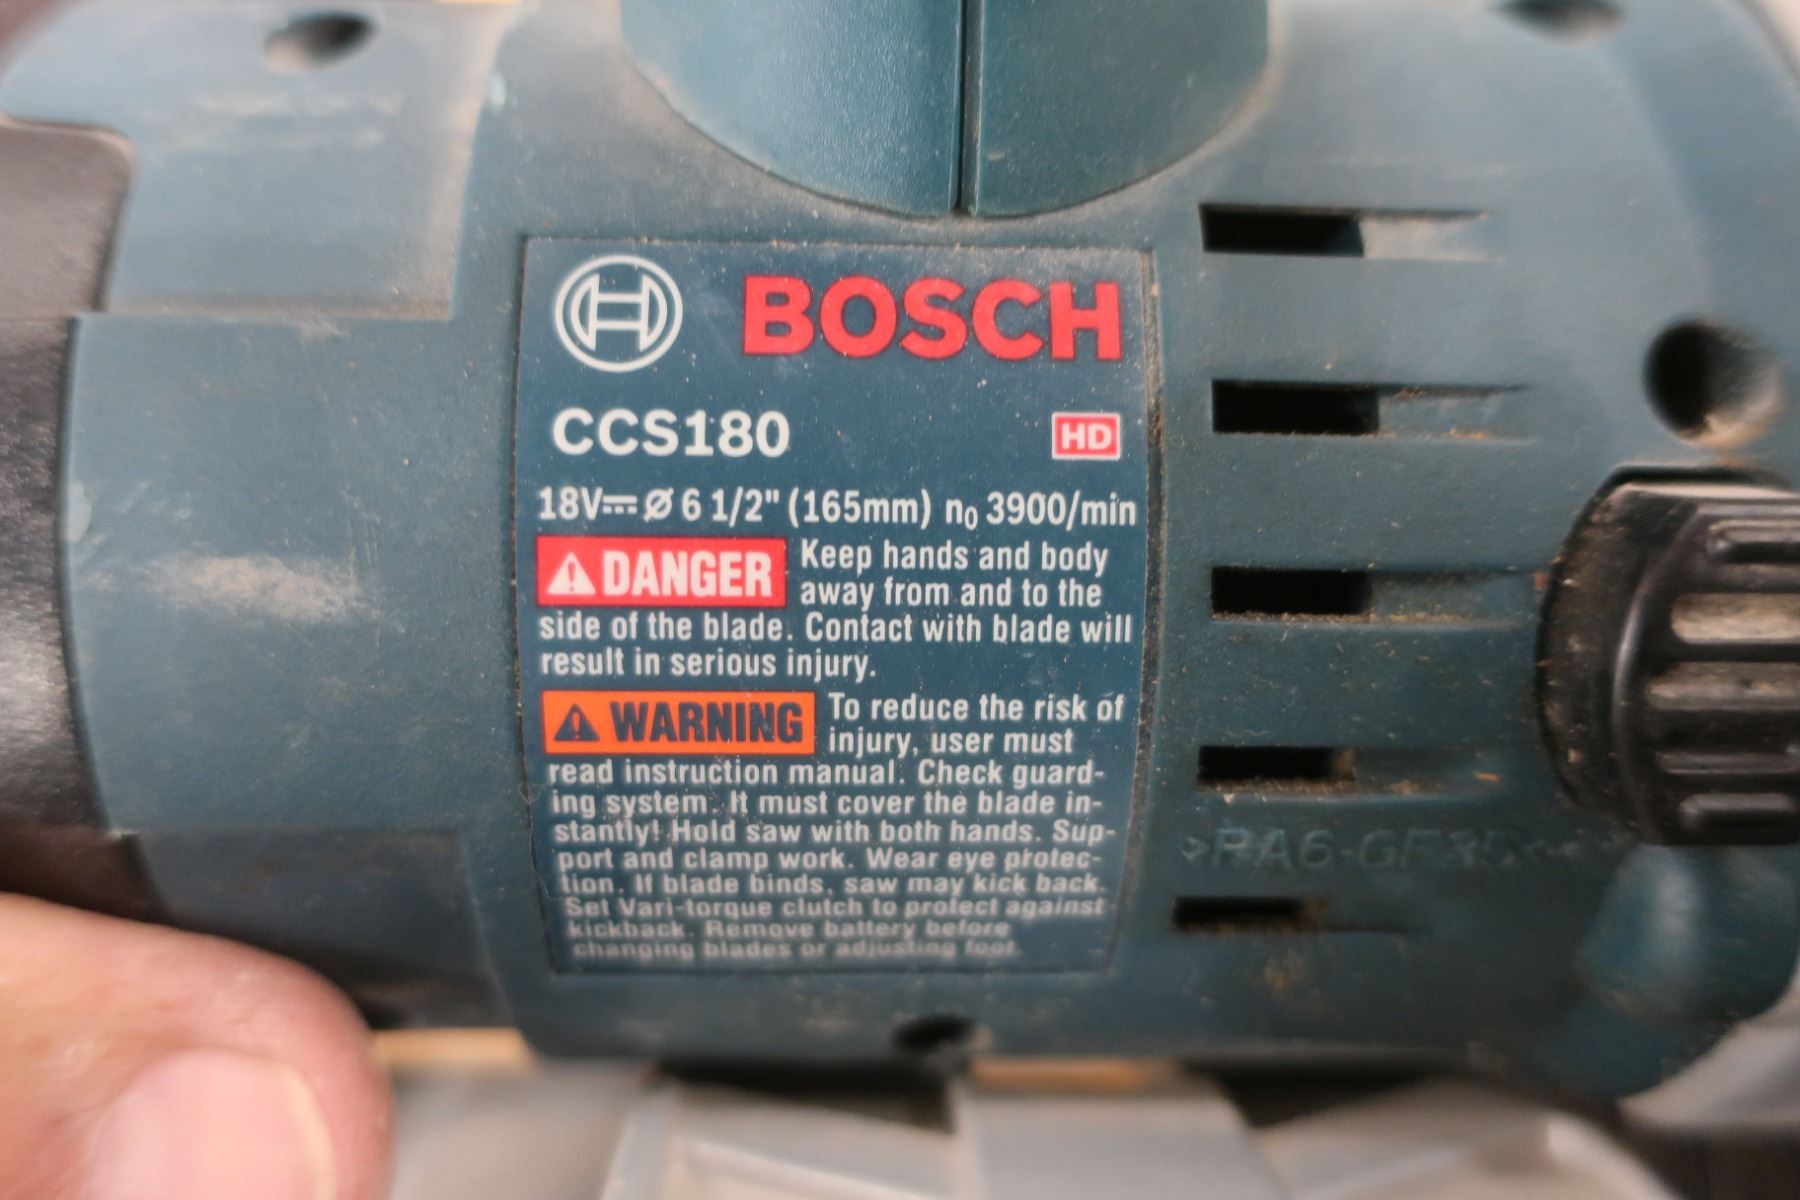 BOSCH
CCS180 HD
18V⎓ Ø 6 1/2" (165mm) n₀ 3900/min
DANGER Keep hands and body
away from and to the
side of the blade. Contact with blade will
result in serious injury.
WARNING To reduce the risk of
injury, user must
read instruction manual. Check guard-
ing system. It must cover the blade in-
stantly! Hold saw with both hands. Sup-
port and clamp work. Wear eye protec-
tion. If blade binds, saw may kick back.
Set Vari-torque clutch to protect against
kickback. Remove battery before
changing blades or adjusting foot.